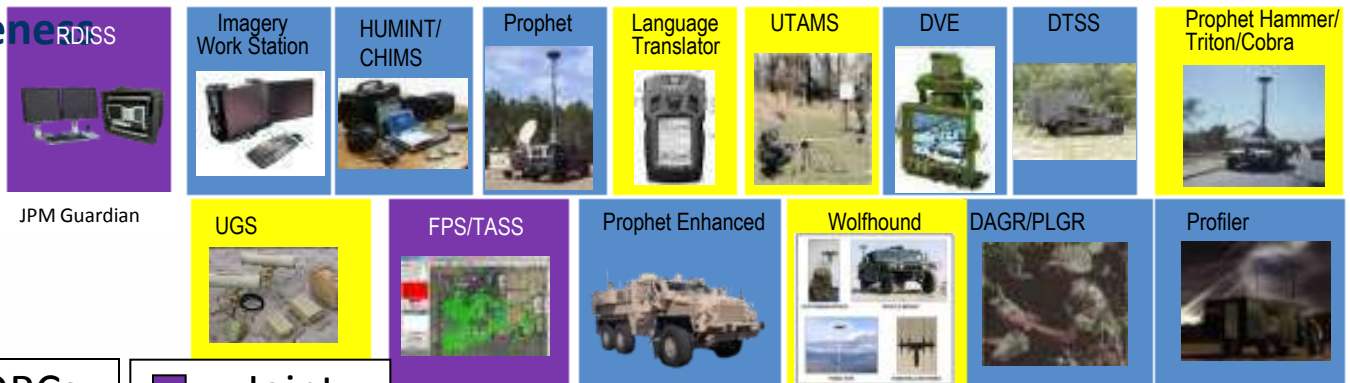 eness
RDISS
Imagery
Work Station
HUMINT/
CHIMS
Prophet
Language
Translator
UTAMS
DVE
DTSS
Prophet Hammer/
Triton/Cobra
JPM Guardian
UGS
FPS/TASS
Prophet Enhanced
Wolfhound
DAGR/PLGR
Profiler
Joint